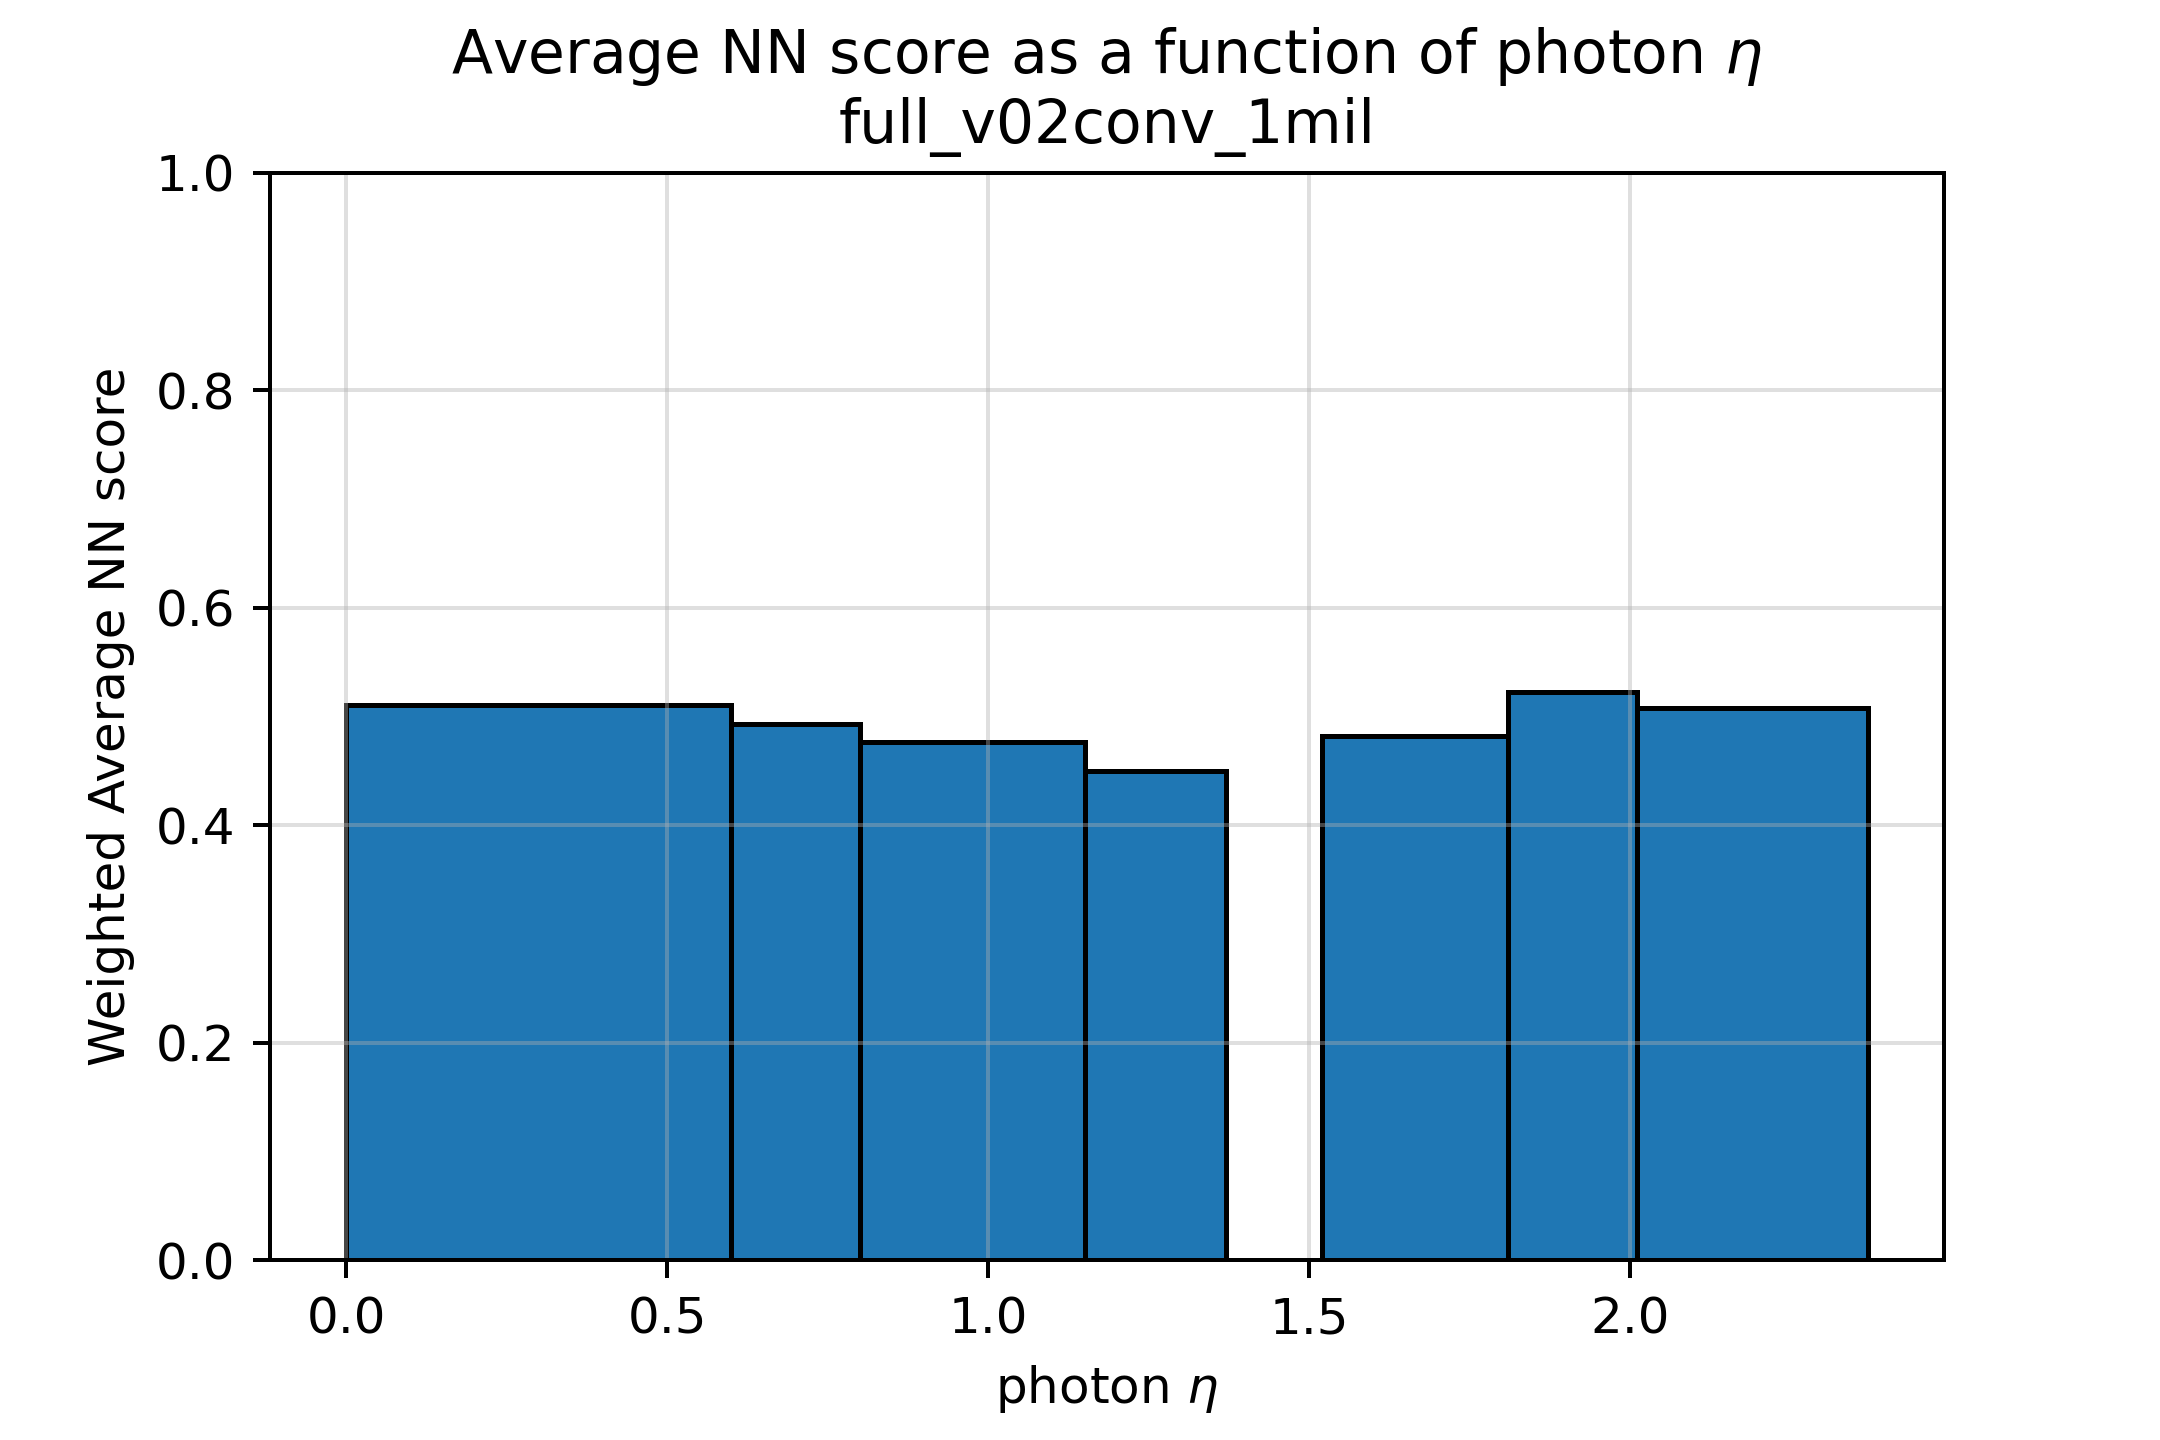 Average NN score as a function of photon η
full_v02conv_1mil
1.0
0.8
0.6
0.4
0.2
0.0
Weighted Average NN score
0.0 0.5 1.0 1.5 2.0
photon η